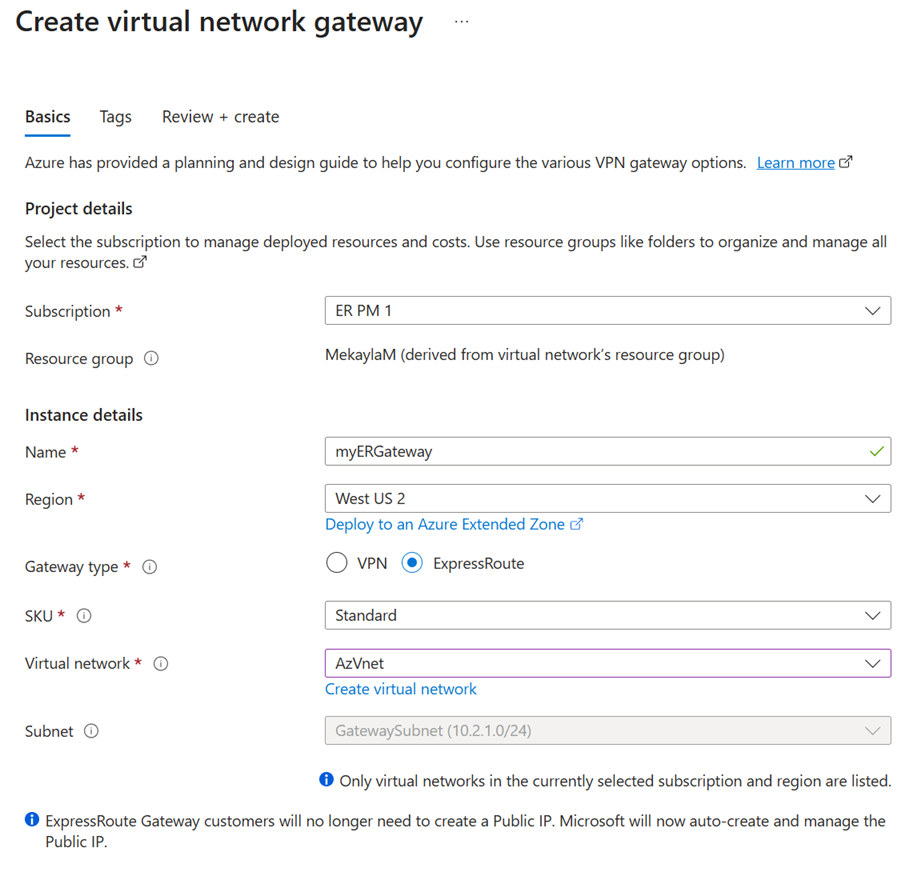 Create virtual network gateway ...
Basics Tags Review + create
Azure has provided a planning and design guide to help you configure the various VPN gateway options. Learn more
Project details
Select the subscription to manage deployed resources and costs. Use resource groups like folders to organize and manage all
your resources.
Subscription * ER PM 1
Resource group MekaylaM (derived from virtual network's resource group)
Instance details
Name * myERGateway
Region * West US 2
Deploy to an Azure Extended Zone
Gateway type * VPN ExpressRoute
SKU * Standard
Virtual network * AzVnet
Create virtual network
Subnet GatewaySubnet (10.2.1.0/24)
Only virtual networks in the currently selected subscription and region are listed.
ExpressRoute Gateway customers will no longer need to create a Public IP. Microsoft will now auto-create and manage the
Public IP.